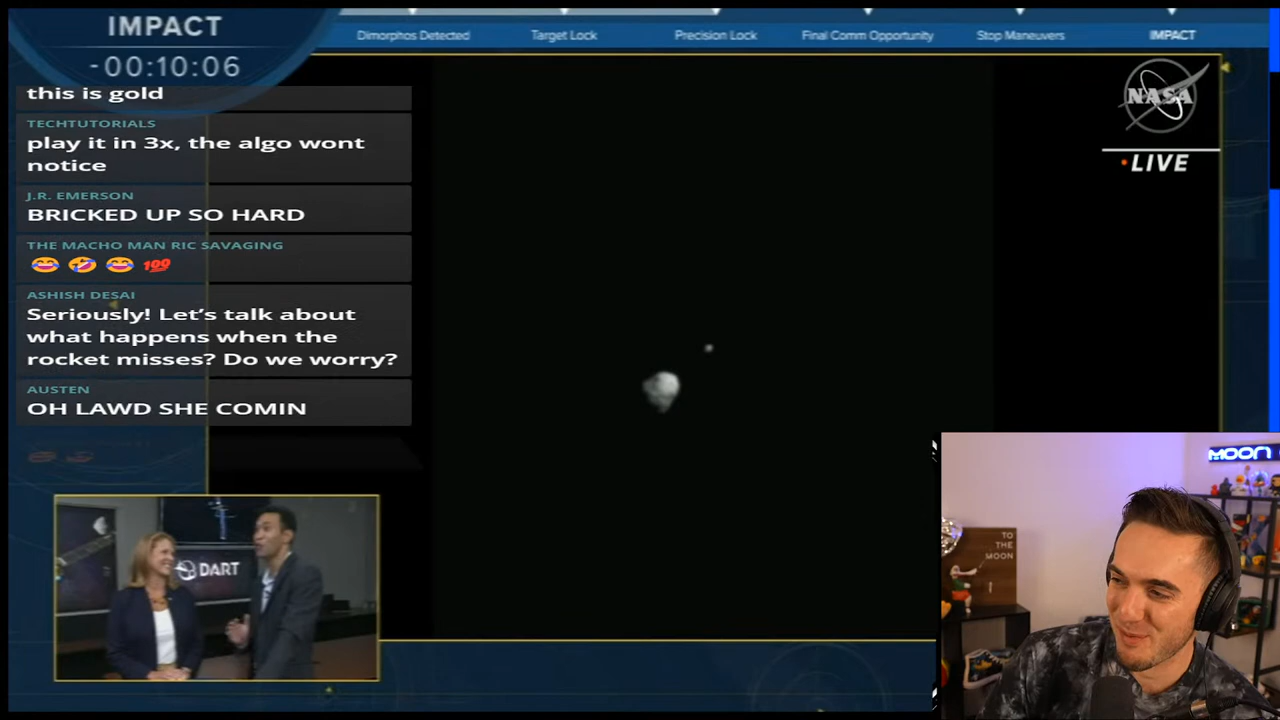 IMPACT
-00:10:06
Dimorphos Detected
Target Lock
Precision Lock
Final Comm Opportunity
Stop Maneuvers
IMPACT
NASA
LIVE
this is gold
TECHTUTORIALS
play it in 3x, the algo wont
notice
J.R. EMERSON
BRICKED UP SO HARD
THE MACHO MAN RIC SAVAGING
😂 🤣 😂 💯
ASHISH DESAI
Seriously! Let’s talk about
what happens when the
rocket misses? Do we worry?
AUSTEN
OH LAWD SHE COMIN
DART
MOON
TO
THE
MOON